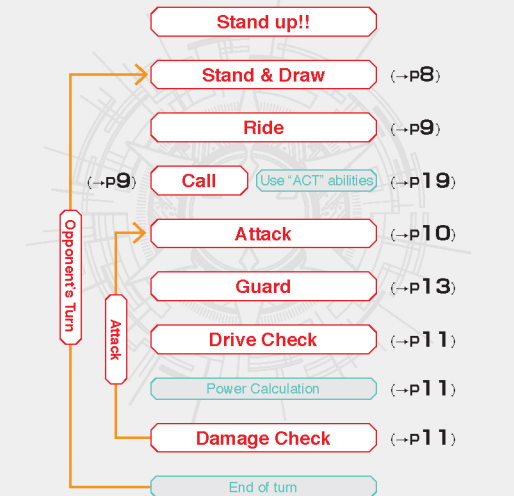 Stand up!!
Stand & Draw (→P8)
Ride (→P9)
(→P9) Call Use “ACT” abilities (→P19)
Attack (→P10)
Opponent's Turn
Guard (→P13)
Attack
Drive Check (→P11)
Power Calculation (→P11)
Damage Check (→P11)
End of turn